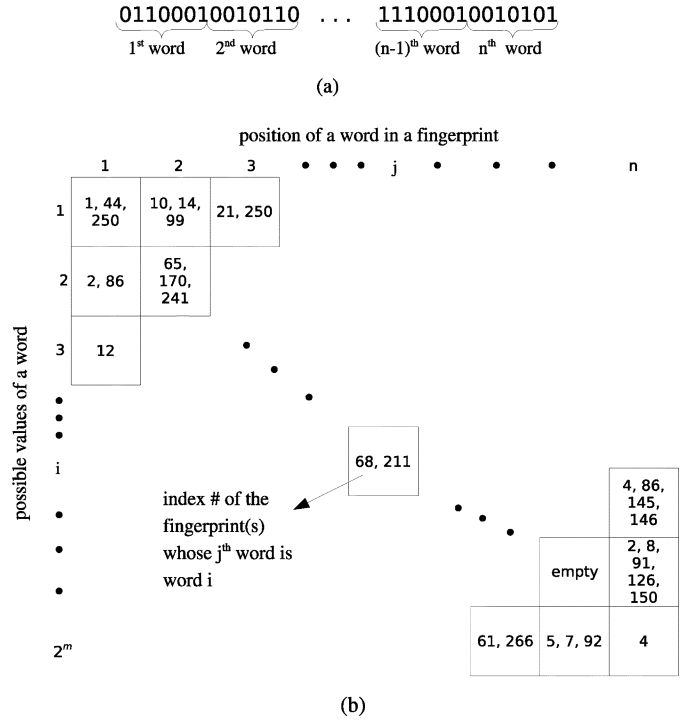 01100010010110 ... 111100010010101
1st word 2nd word (n-1)th word nth word
(a)
position of a word in a fingerprint
1 2 3 • • • j • • • n
possible values of a word
1 1, 44, 250 10, 14, 99 21, 250
2 2, 86 65, 170, 241
3 12
i 68, 211
4, 86, 145, 146
index # of the
fingerprint(s)
whose jth word is
word i
empty 2, 8, 91, 126, 150
2^m 61, 266 5, 7, 92 4
(b)